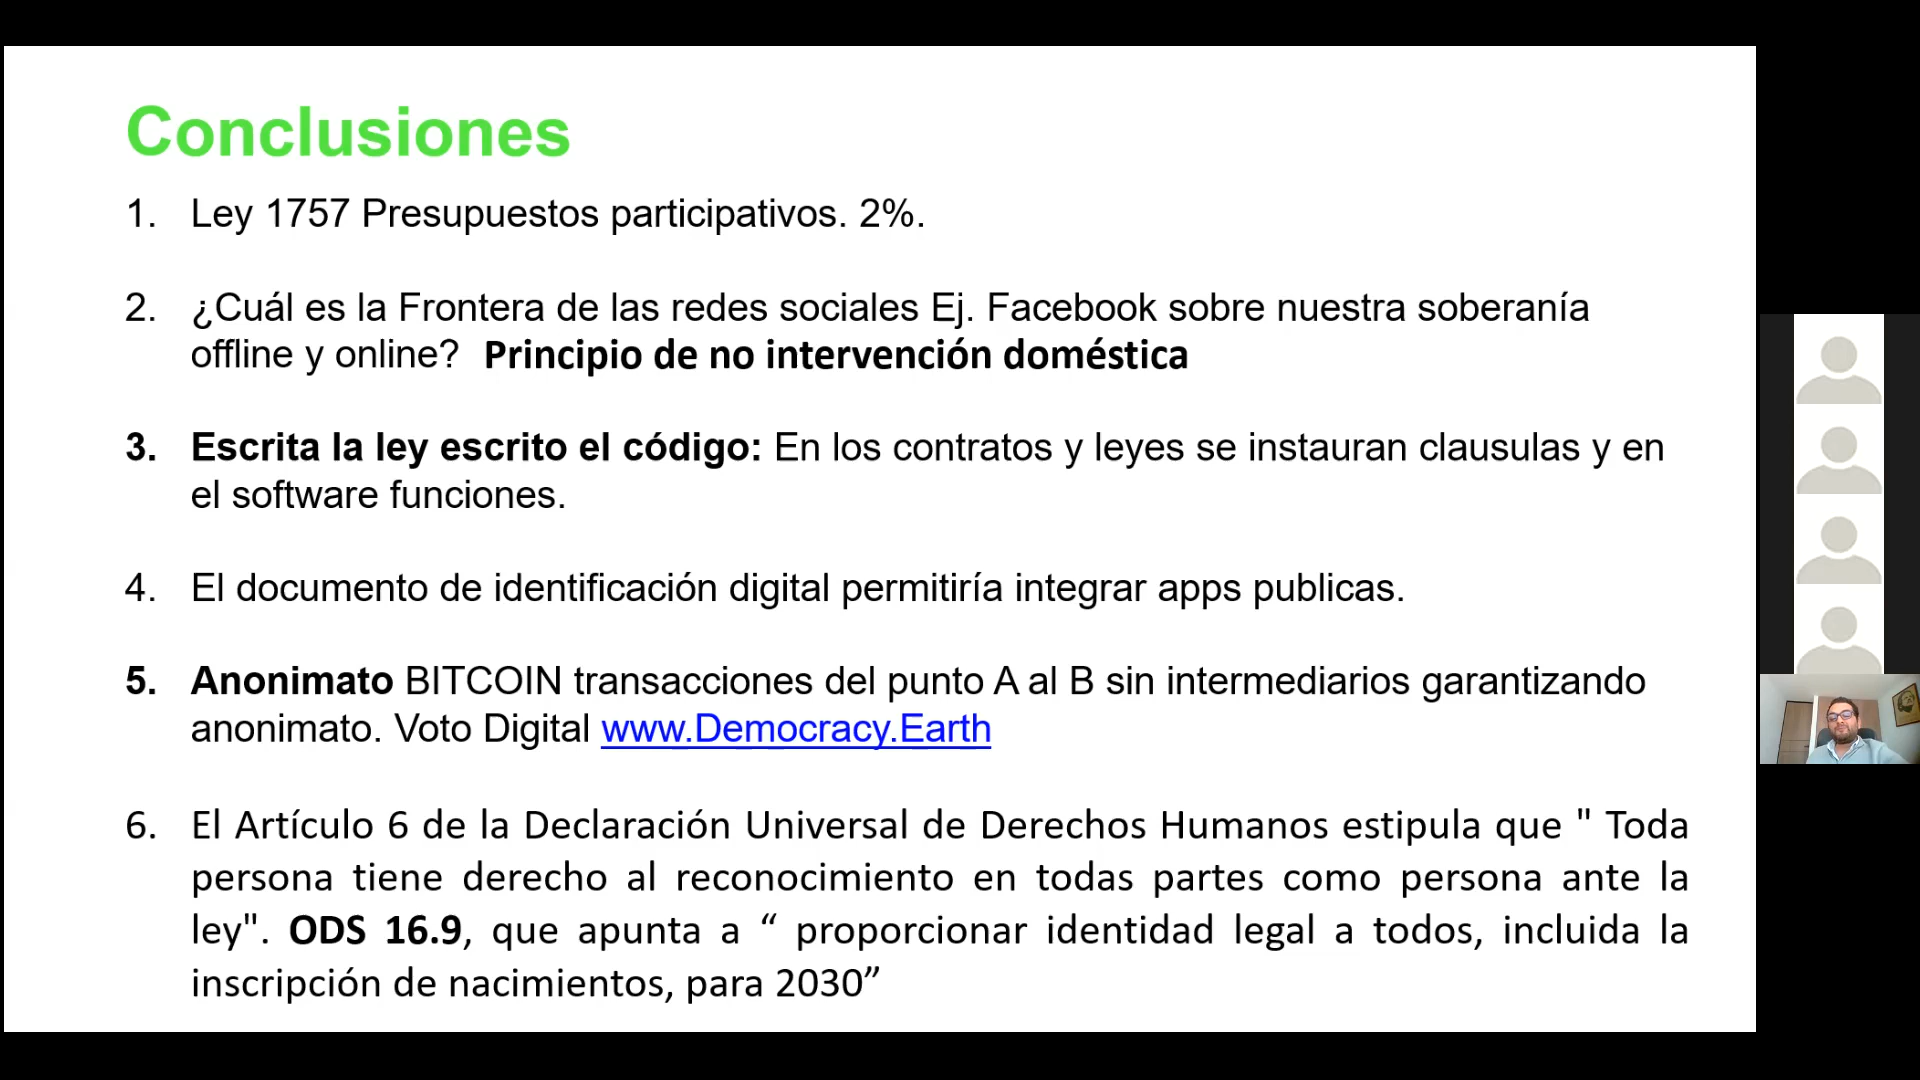 Conclusiones
1. Ley 1757 Presupuestos participativos. 2%.
2. ¿Cuál es la Frontera de las redes sociales Ej. Facebook sobre nuestra soberanía
offline y online? Principio de no intervención doméstica
3. Escrita la ley escrito el código: En los contratos y leyes se instauran clausulas y en
el software funciones.
4. El documento de identificación digital permitiría integrar apps publicas.
5. Anonimato BITCOIN transacciones del punto A al B sin intermediarios garantizando
anonimato. Voto Digital www.Democracy.Earth
6. El Artículo 6 de la Declaración Universal de Derechos Humanos estipula que " Toda
persona tiene derecho al reconocimiento en todas partes como persona ante la
ley". ODS 16.9, que apunta a “ proporcionar identidad legal a todos, incluida la
inscripción de nacimientos, para 2030”